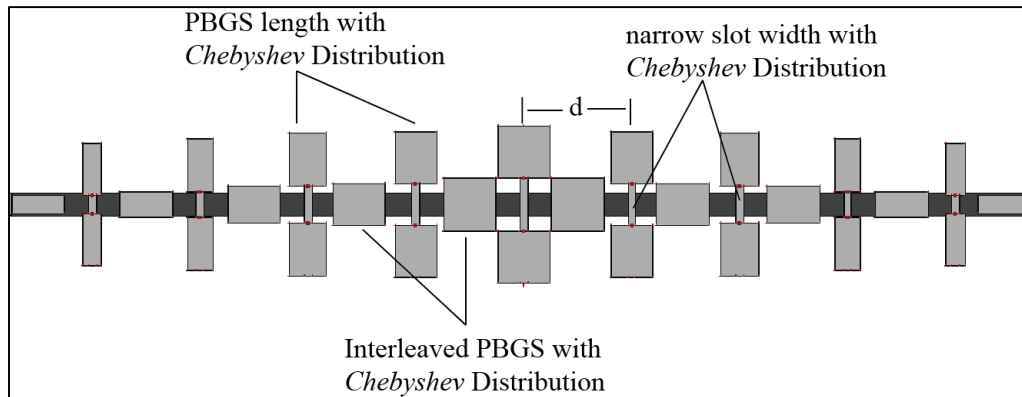 PBGS length with
Chebyshev Distribution
narrow slot width with
Chebyshev Distribution
d
Interleaved PBGS with
Chebyshev Distribution